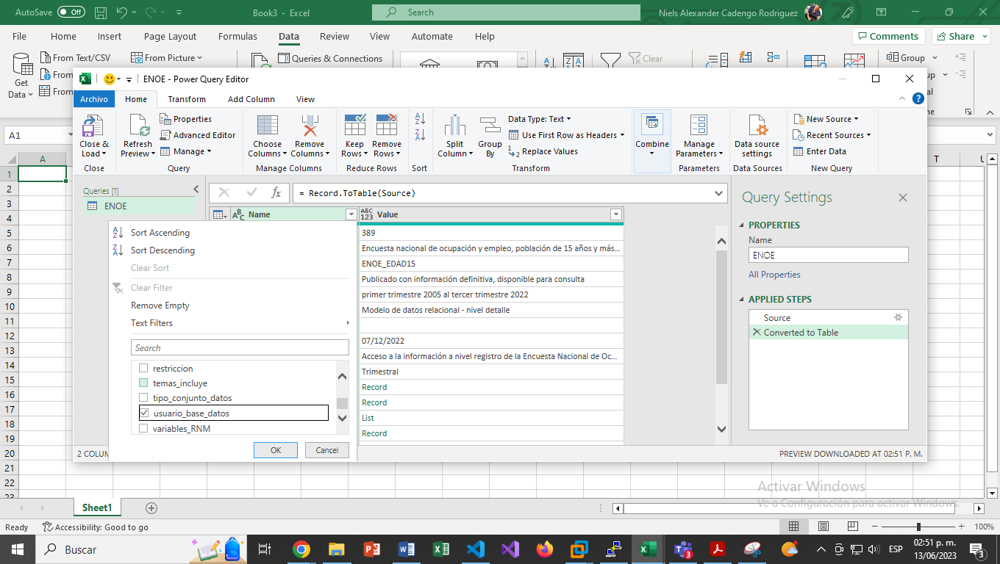 AutoSave Off Book3 - Excel Search Niels Alexander Cadengo Rodriguez
File Home Insert Page Layout Formulas Data Review View Automate Help Comments Share
From Text/CSV From Picture Queries & Connections Clear Group
Get
Data
From
From
ENOE - Power Query Editor
Archivo Home Transform Add Column View
Close &
Load
Close
Refresh
Preview
Properties
Advanced Editor
Manage
Query
Choose
Columns
Remove
Columns
Manage Columns
Keep
Rows
Remove
Rows
Reduce Rows
Sort
Split
Column
Group
By
Data Type: Text
Use First Row as Headers
Replace Values
Transform
Combine
Manage
Parameters
Parameters
Data source
settings
Data Sources
New Source
Recent Sources
Enter Data
New Query
A1
A T
1
2
3
4
5
6
7
8
9
10
11
12
13
14
15
16
17
18
19
20
21
22
23
Queries [1]
ENOE
fx = Record.ToTable(Source)
ABC Name ABC 123 Value
Sort Ascending
Sort Descending
Clear Sort
Clear Filter
Remove Empty
Text Filters
Search
restriccion
temas_incluye
tipo_conjunto_datos
usuario_base_datos
variables_RNM
OK Cancel
389
Encuesta nacional de ocupación y empleo, población de 15 años y más...
ENOE_EDAD15
Publicado con información definitiva, disponible para consulta
primer trimestre 2005 al tercer trimestre 2022
Modelo de datos relacional - nivel detalle
07/12/2022
Acceso a la información a nivel registro de la Encuesta Nacional de Oc...
Trimestral
Record
Record
List
Record
Query Settings
PROPERTIES
Name
ENOE
All Properties
APPLIED STEPS
Source
Converted to Table
2 COLUM
PREVIEW DOWNLOADED AT 02:51 P. M.
Activar Windows
Ve a Configuración para activar Windows.
Sheet1
Ready Accessibility: Good to go 100%
Buscar
ESP
02:51 p. m.
13/06/2023
3
3